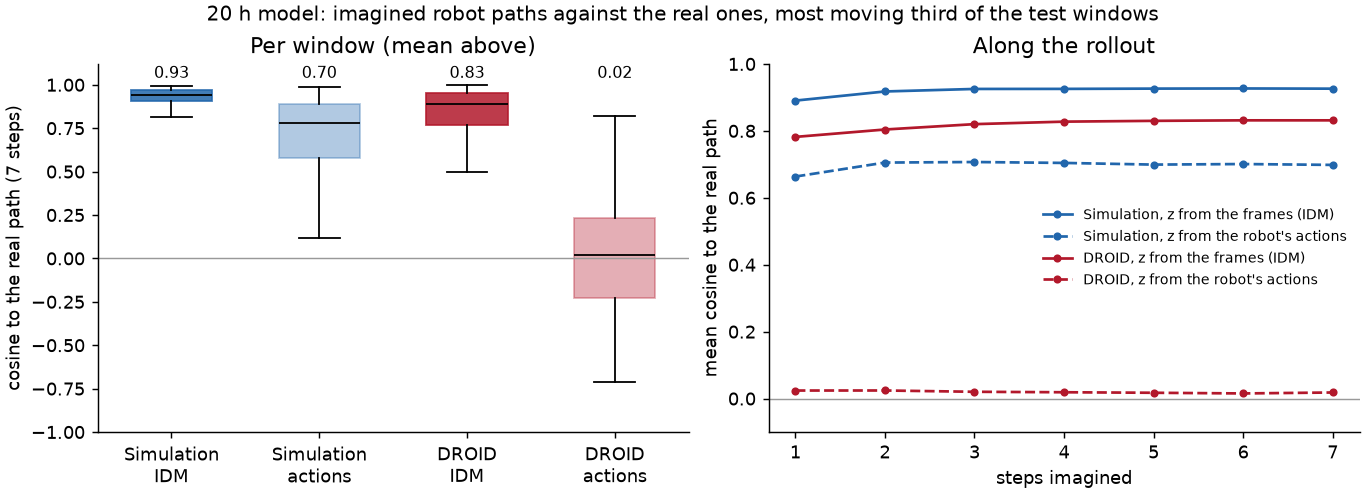 20 h model: imagined robot paths against the real ones, most moving third of the test windows
Per window (mean above)
0.93
0.70
0.83
0.02
cosine to the real path (7 steps)
1.00
0.75
0.50
0.25
0.00
−0.25
−0.50
−0.75
−1.00
Simulation
IDM
Simulation
actions
DROID
IDM
DROID
actions
Along the rollout
mean cosine to the real path
1.0
0.8
0.6
0.4
0.2
0.0
Simulation, z from the frames (IDM)
Simulation, z from the robot's actions
DROID, z from the frames (IDM)
DROID, z from the robot's actions
1 2 3 4 5 6 7
steps imagined